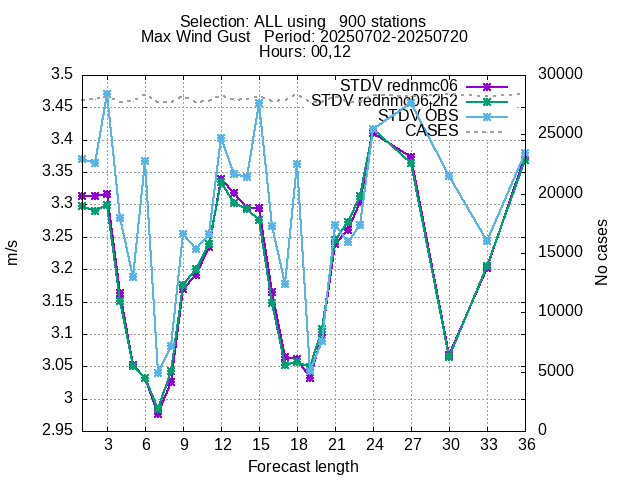 Selection: ALL using   900 stations
Max Wind Gust   Period: 20250702-20250720
Hours: 00,12
3.5
3.45
3.4
3.35
3.3
3.25
3.2
3.15
3.1
3.05
3
2.95
m/s
STDV rednmc06
STDV rednmc06,2h2
STDV OBS
CASES
30000
25000
20000
15000
10000
5000
0
No cases
3 6 9 12 15 18 21 24 27 30 33 36
Forecast length